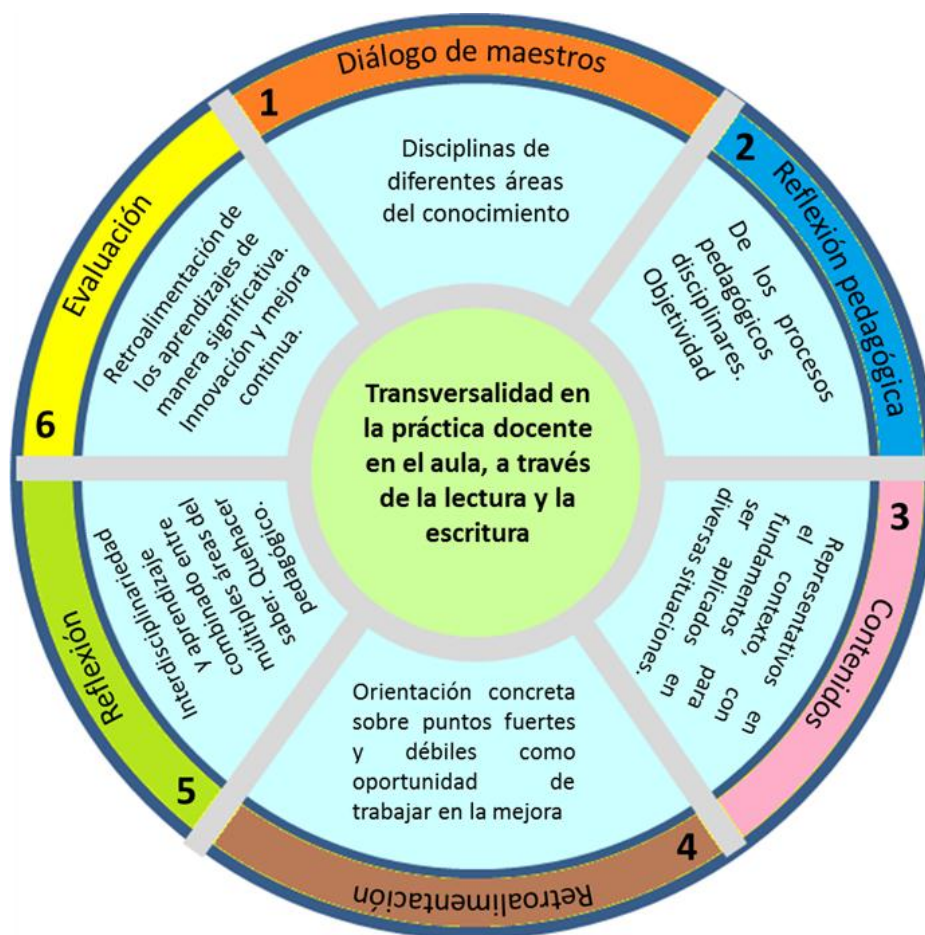 1
Diálogo de maestros
Disciplinas de
diferentes áreas
del conocimiento
2
Reflexión pedagógica
De los procesos
pedagógicos
disciplinares.
Objetividad
3
Contenidos
Representativos en
el contexto, con
fundamentos para
ser aplicados en
diversas situaciones.
4
Retroalimentación
Orientación concreta
sobre puntos fuertes
y débiles como
oportunidad de
trabajar en la mejora
5
Reflexión
Interdisciplinariedad
y aprendizaje
combinado entre
múltiples áreas del
saber. Quehacer
pedagógico.
6
Evaluación
Retroalimentación de
los aprendizajes de
manera significativa.
Innovación y mejora
continua.
Transversalidad en
la práctica docente
en el aula, a través
de la lectura y la
escritura